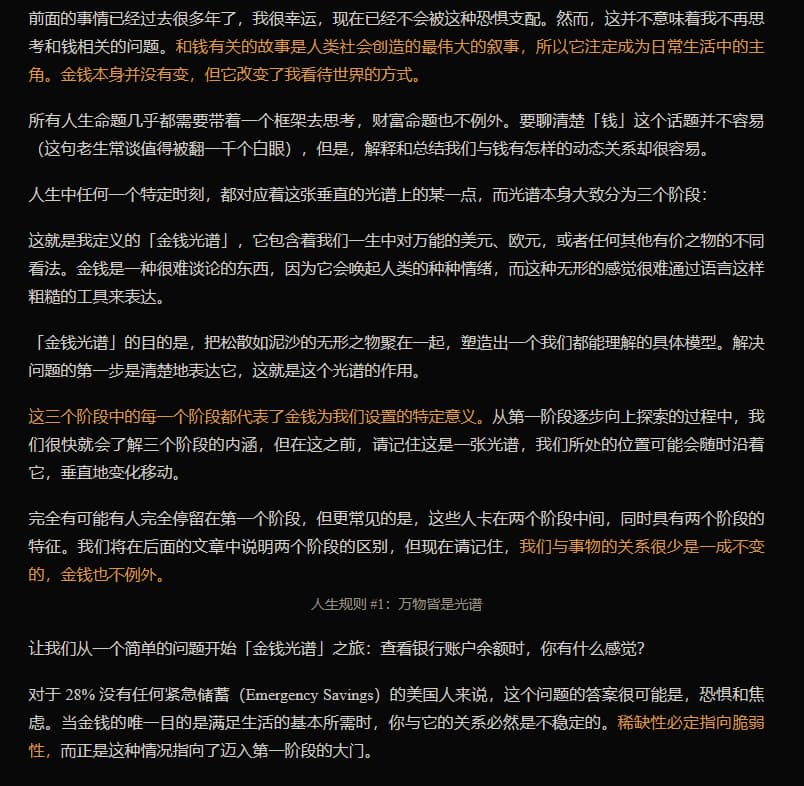 前面的事情已经过去很多年了，我很幸运，现在已经不会被这种恐惧支配。然而，这并不意味着我不再思
考和钱相关的问题。和钱有关的故事是人类社会创造的最伟大的叙事，所以它注定成为日常生活中的主
角。金钱本身并没有变，但它改变了我看待世界的方式。
所有人生命题几乎都需要带着一个框架去思考，财富命题也不例外。要聊清楚「钱」这个话题并不容易
（这句老生常谈值得被翻一千个白眼），但是，解释和总结我们与钱有怎样的动态关系却很容易。
人生中任何一个特定时刻，都对应着这张垂直的光谱上的某一点，而光谱本身大致分为三个阶段：
这就是我定义的「金钱光谱」，它包含着我们一生中对万能的美元、欧元，或者任何其他有价之物的不同
看法。金钱是一种很难谈论的东西，因为它会唤起人类的种种情绪，而这种无形的感觉很难通过语言这样
粗糙的工具来表达。
「金钱光谱」的目的是，把松散如泥沙的无形之物聚在一起，塑造出一个我们都能理解的具体模型。解决
问题的第一步是清楚地表达它，这就是这个光谱的作用。
这三个阶段中的每一个阶段都代表了金钱为我们设置的特定意义。从第一阶段逐步向上探索的过程中，我
们很快就会了解三个阶段的内涵，但在这之前，请记住这是一张光谱，我们所处的位置可能会随时沿着
它，垂直地变化移动。
完全有可能有人完全停留在第一个阶段，但更常见的是，这些人卡在两个阶段中间，同时具有两个阶段的
特征。我们将在后面的文章中说明两个阶段的区别，但现在请记住，我们与事物的关系很少是一成不变
的，金钱也不例外。
人生规则 #1：万物皆是光谱
让我们从一个简单的问题开始「金钱光谱」之旅：查看银行账户余额时，你有什么感觉？
对于 28% 没有任何紧急储蓄（Emergency Savings）的美国人来说，这个问题的答案很可能是，恐惧和焦
虑。当金钱的唯一目的是满足生活的基本所需时，你与它的关系必然是不稳定的。稀缺性必定指向脆弱
性，而正是这种情况指向了迈入第一阶段的大门。